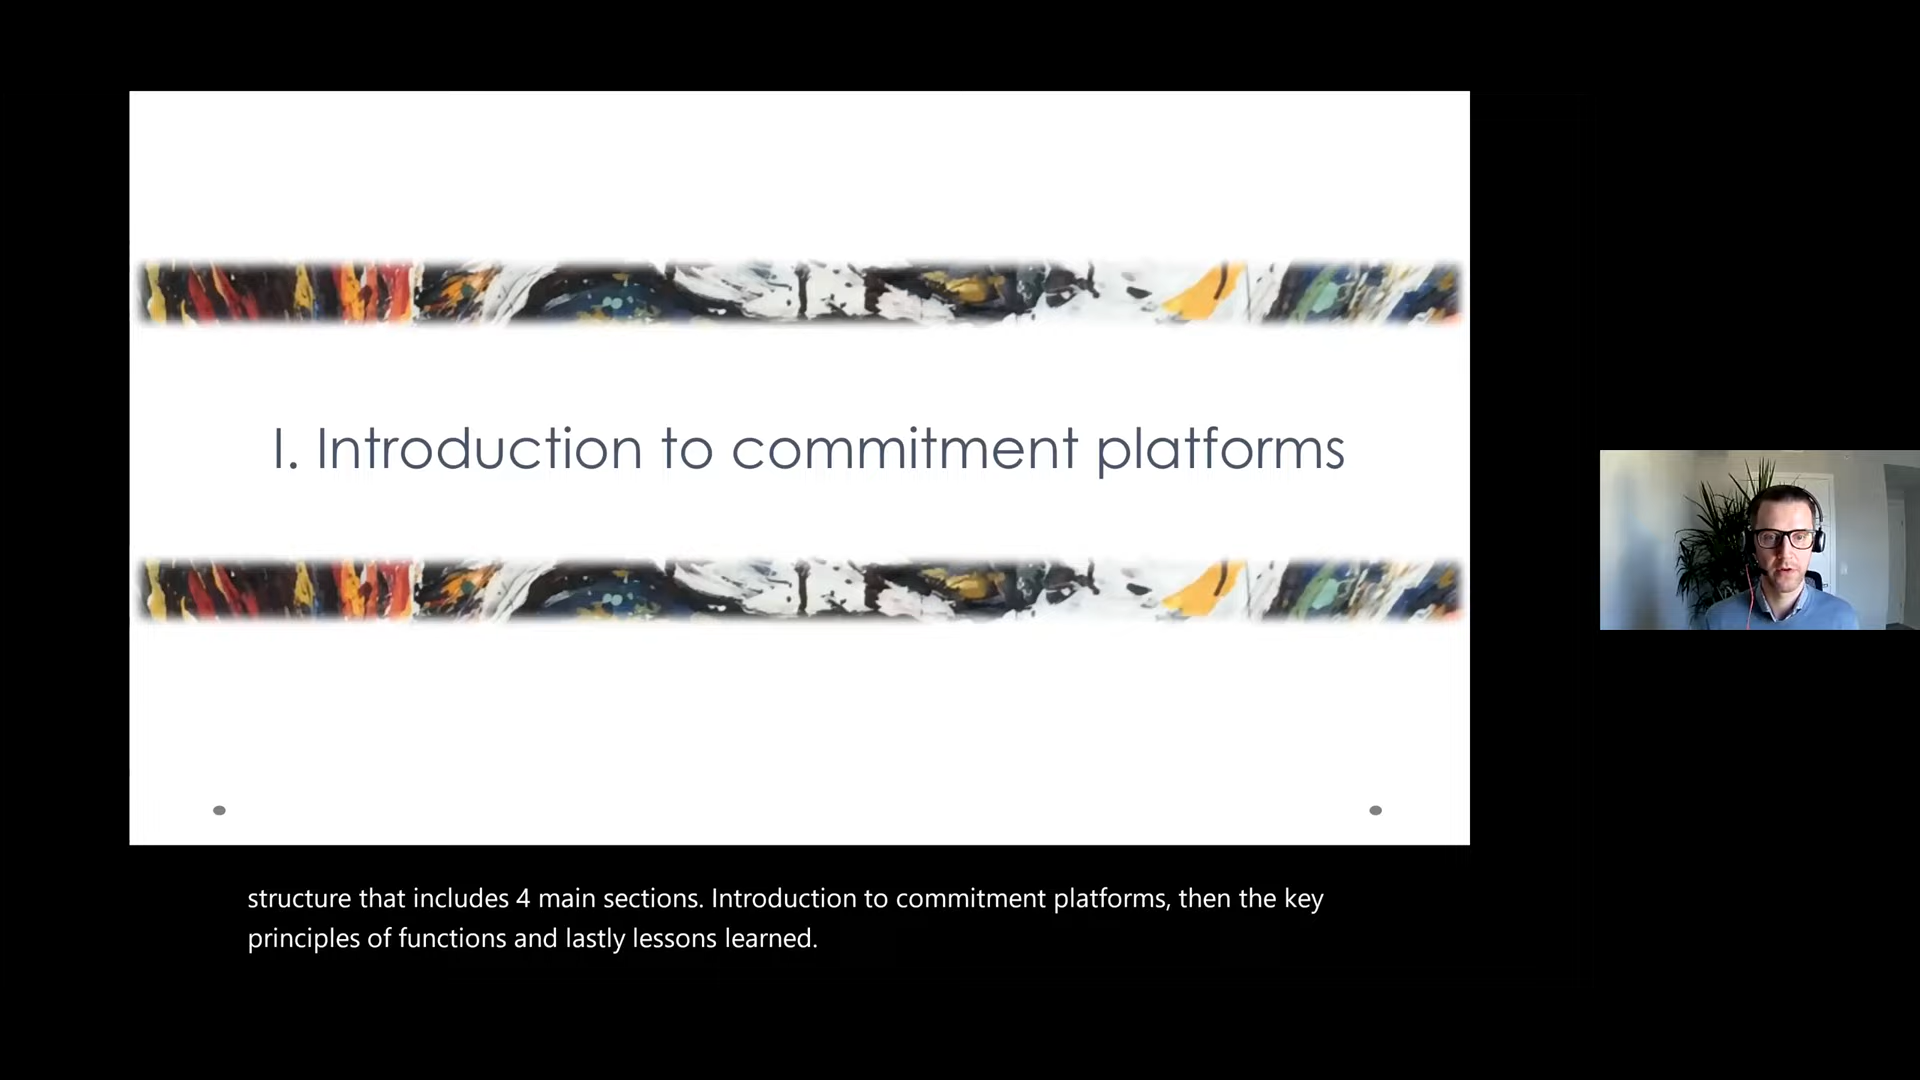 I. Introduction to commitment platforms
structure that includes 4 main sections. Introduction to commitment platforms, then the key
principles of functions and lastly lessons learned.